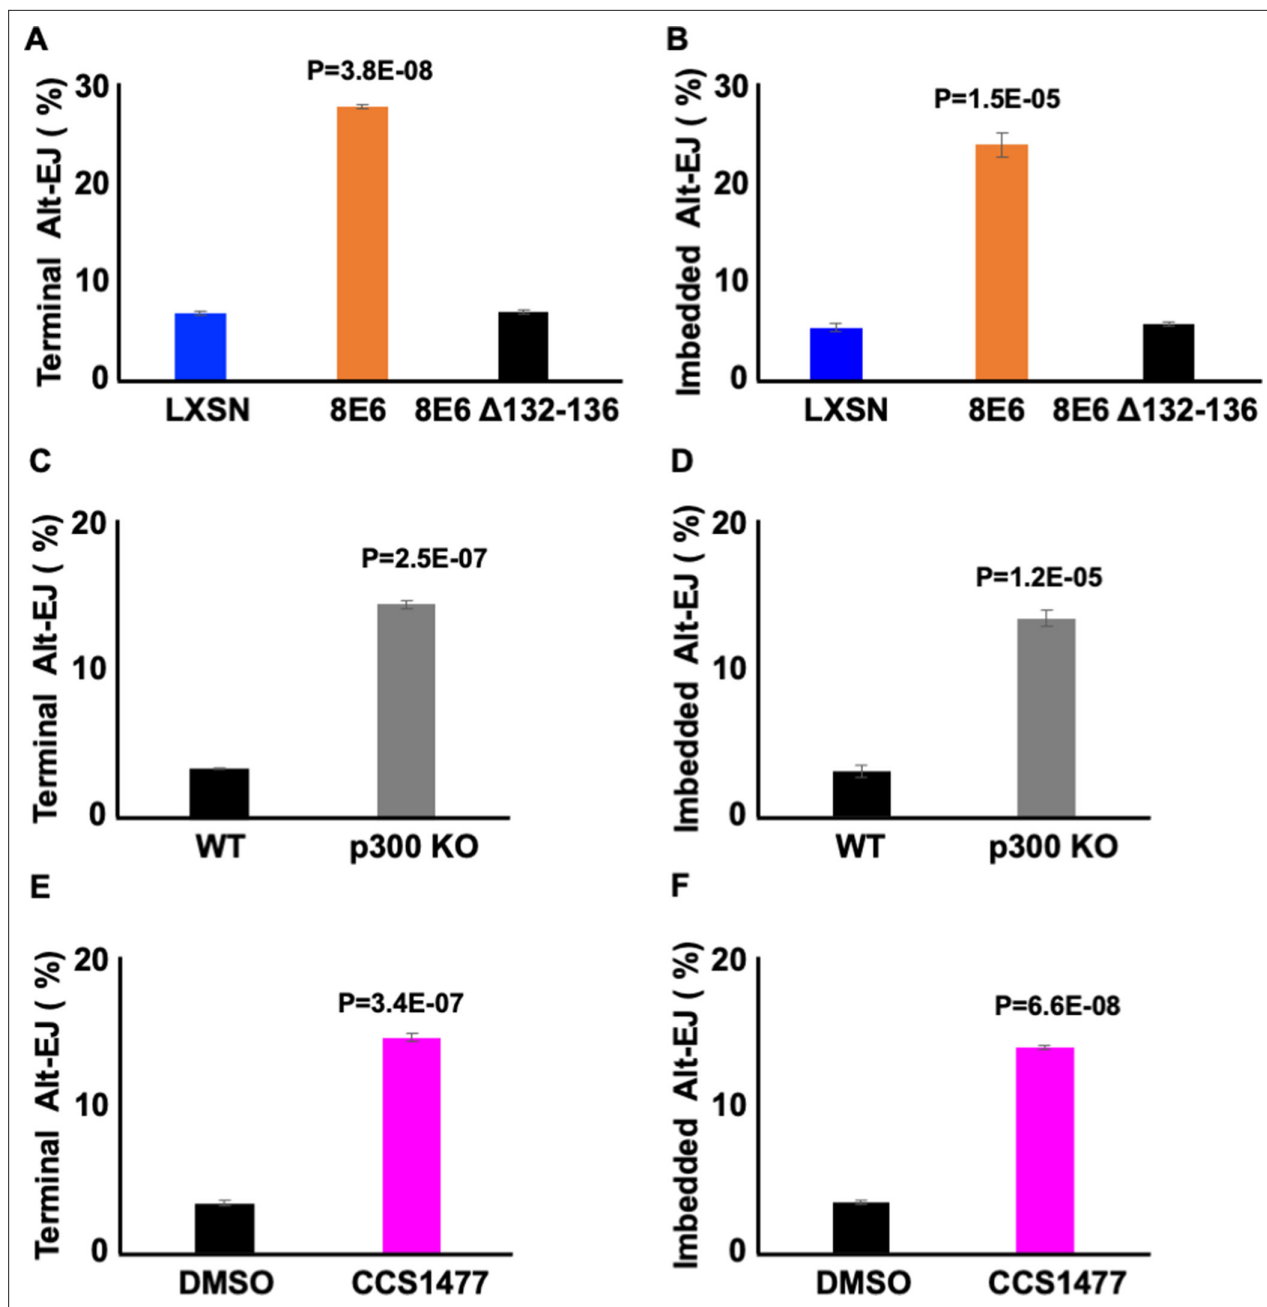 A
P=3.8E-08
Terminal Alt-EJ ( %)
30
20
10
0
LXSN 8E6 8E6 Δ132-136
B
P=1.5E-05
Imbedded Alt-EJ ( %)
30
20
10
0
LXSN 8E6 8E6 Δ132-136
C
P=2.5E-07
Terminal Alt-EJ ( %)
20
10
0
WT p300 KO
D
P=1.2E-05
Imbedded Alt-EJ ( %)
20
10
0
WT p300 KO
E
P=3.4E-07
Terminal Alt-EJ ( %)
20
10
0
DMSO CCS1477
F
P=6.6E-08
Imbedded Alt-EJ ( %)
20
10
0
DMSO CCS1477